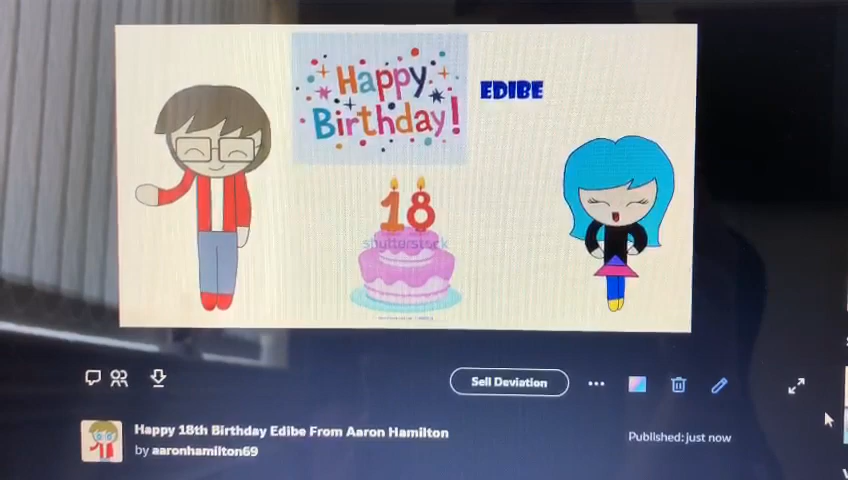 Happy
Birthday!
EDIBE
18
shutterstock
Sell Deviation
Happy 18th Birthday Edibe From Aaron Hamilton
by aaronhamilton69
Published: just now